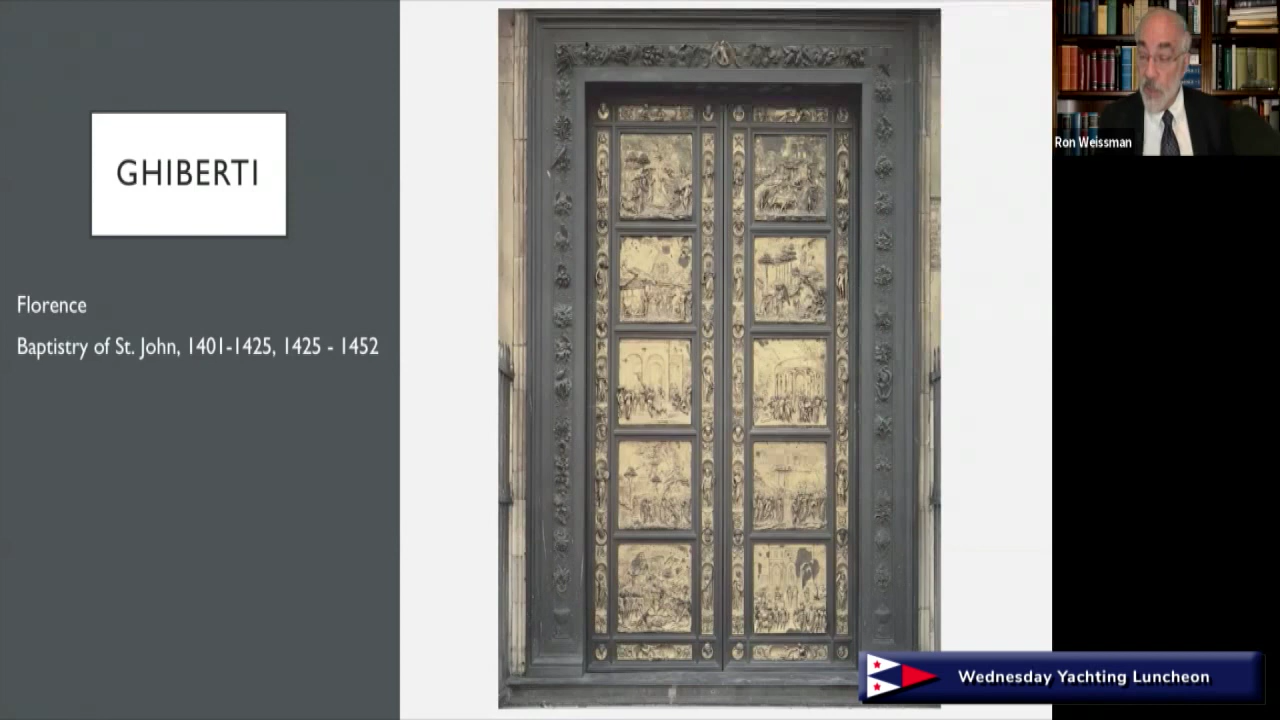 GHIBERTI
Florence
Baptistry of St. John, 1401-1425, 1425 - 1452
Ron Weissman
Wednesday Yachting Luncheon